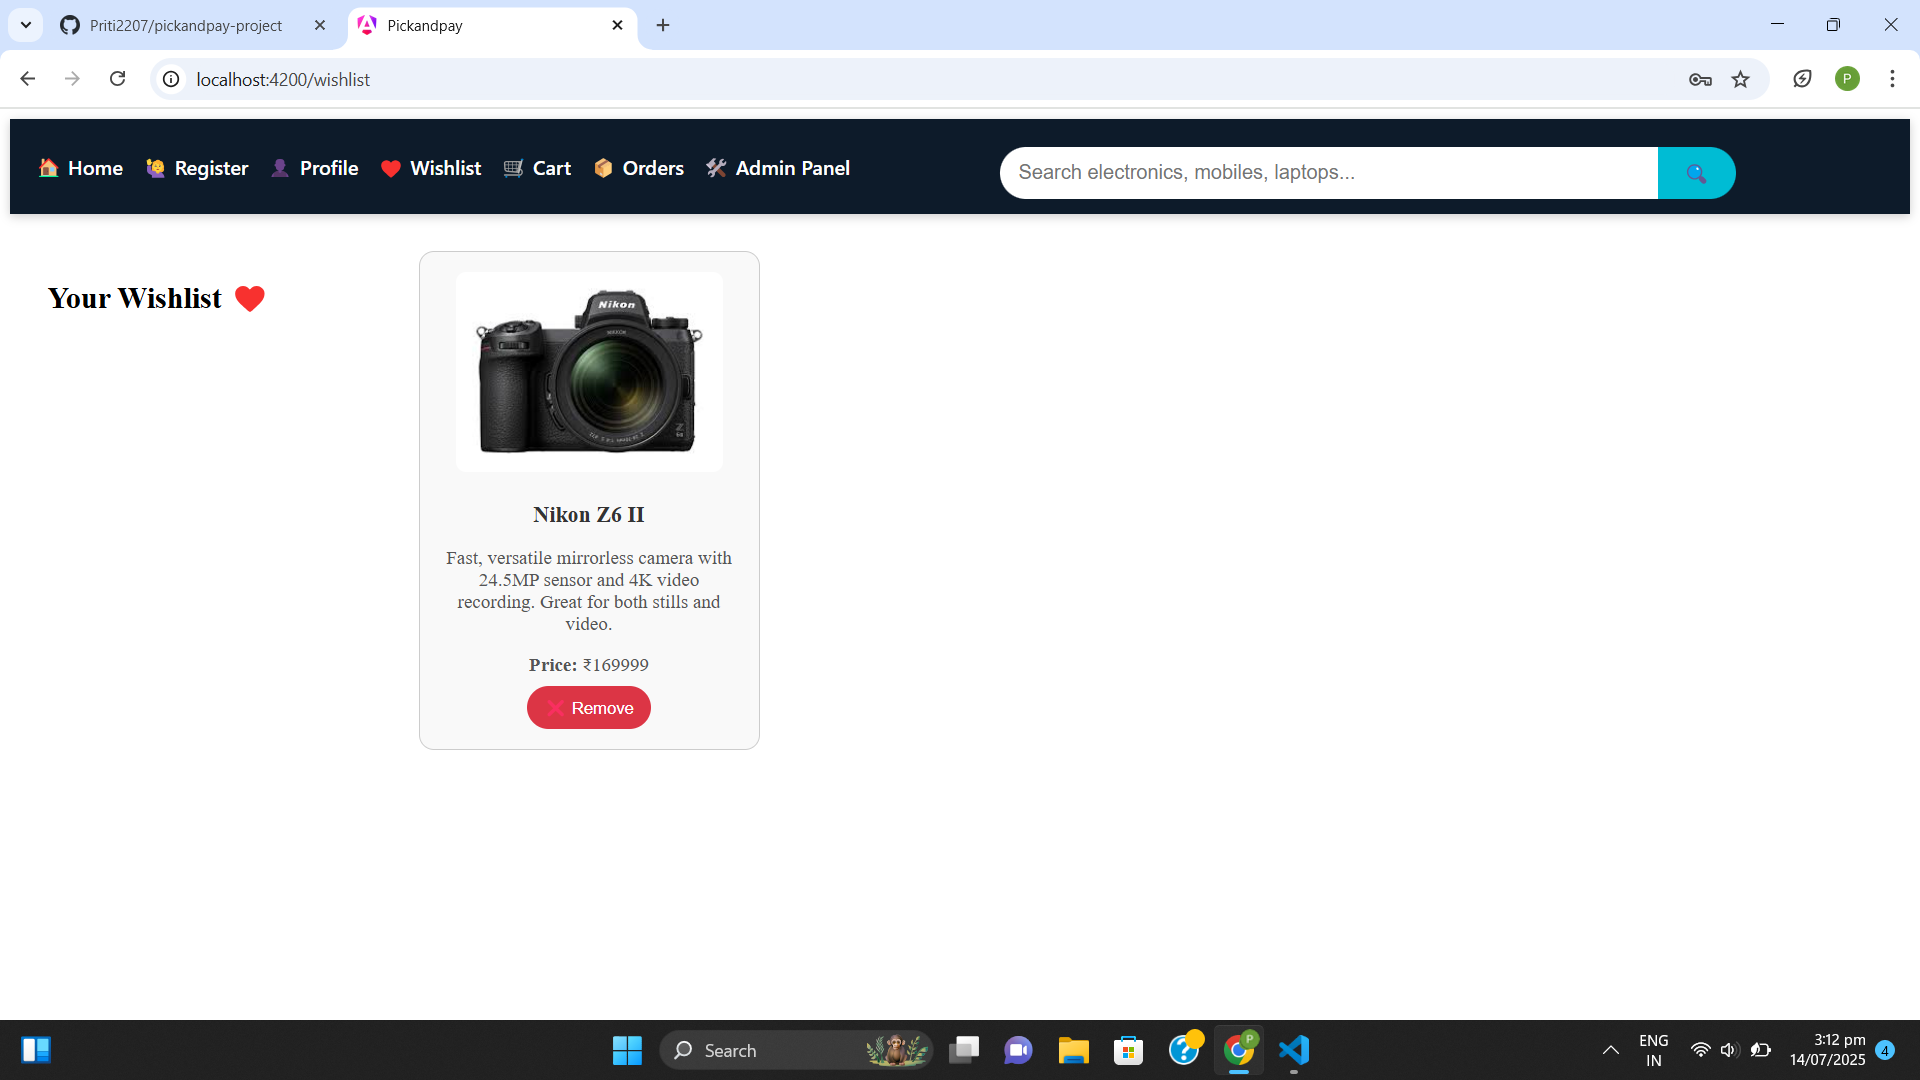 Priti2207/pickandpay-project
Pickandpay
localhost:4200/wishlist
P
Home
Register
Profile
Wishlist
Cart
Orders
Admin Panel
Search electronics, mobiles, laptops...
Your Wishlist
Nikon
Nikon Z6 II
Fast, versatile mirrorless camera with
24.5MP sensor and 4K video
recording. Great for both stills and
video.
Price: ₹169999
Remove
Search
P
ENG
IN
3:12 pm
14/07/2025
4